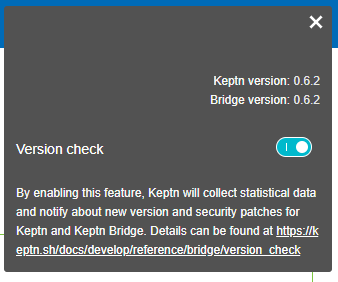 Keptn version: 0.6.2
Bridge version: 0.6.2
Version check
By enabling this feature, Keptn will collect statistical data
and notify about new version and security patches for
Keptn and Keptn Bridge. Details can be found at https://k
eptn.sh/docs/develop/reference/bridge/version_check